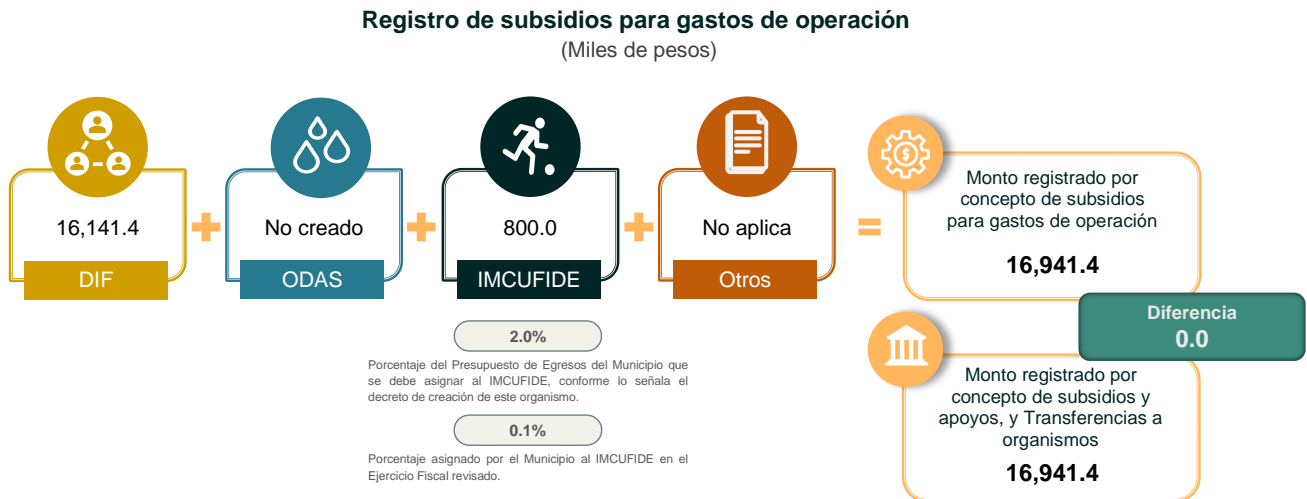 Registro de subsidios para gastos de operación
(Miles de pesos)
16,141.4
DIF
No creado
ODAS
800.0
IMCUFIDE
No aplica
Otros
2.0%
Porcentaje del Presupuesto de Egresos del Municipio que
se debe asignar al IMCUFIDE, conforme lo señala el
decreto de creación de este organismo.
0.1%
Porcentaje asignado por el Municipio al IMCUFIDE en el
Ejercicio Fiscal revisado.
Monto registrado por
concepto de subsidios
para gastos de operación
16,941.4
Diferencia
0.0
Monto registrado por
concepto de subsidios y
apoyos, y Transferencias a
organismos
16,941.4